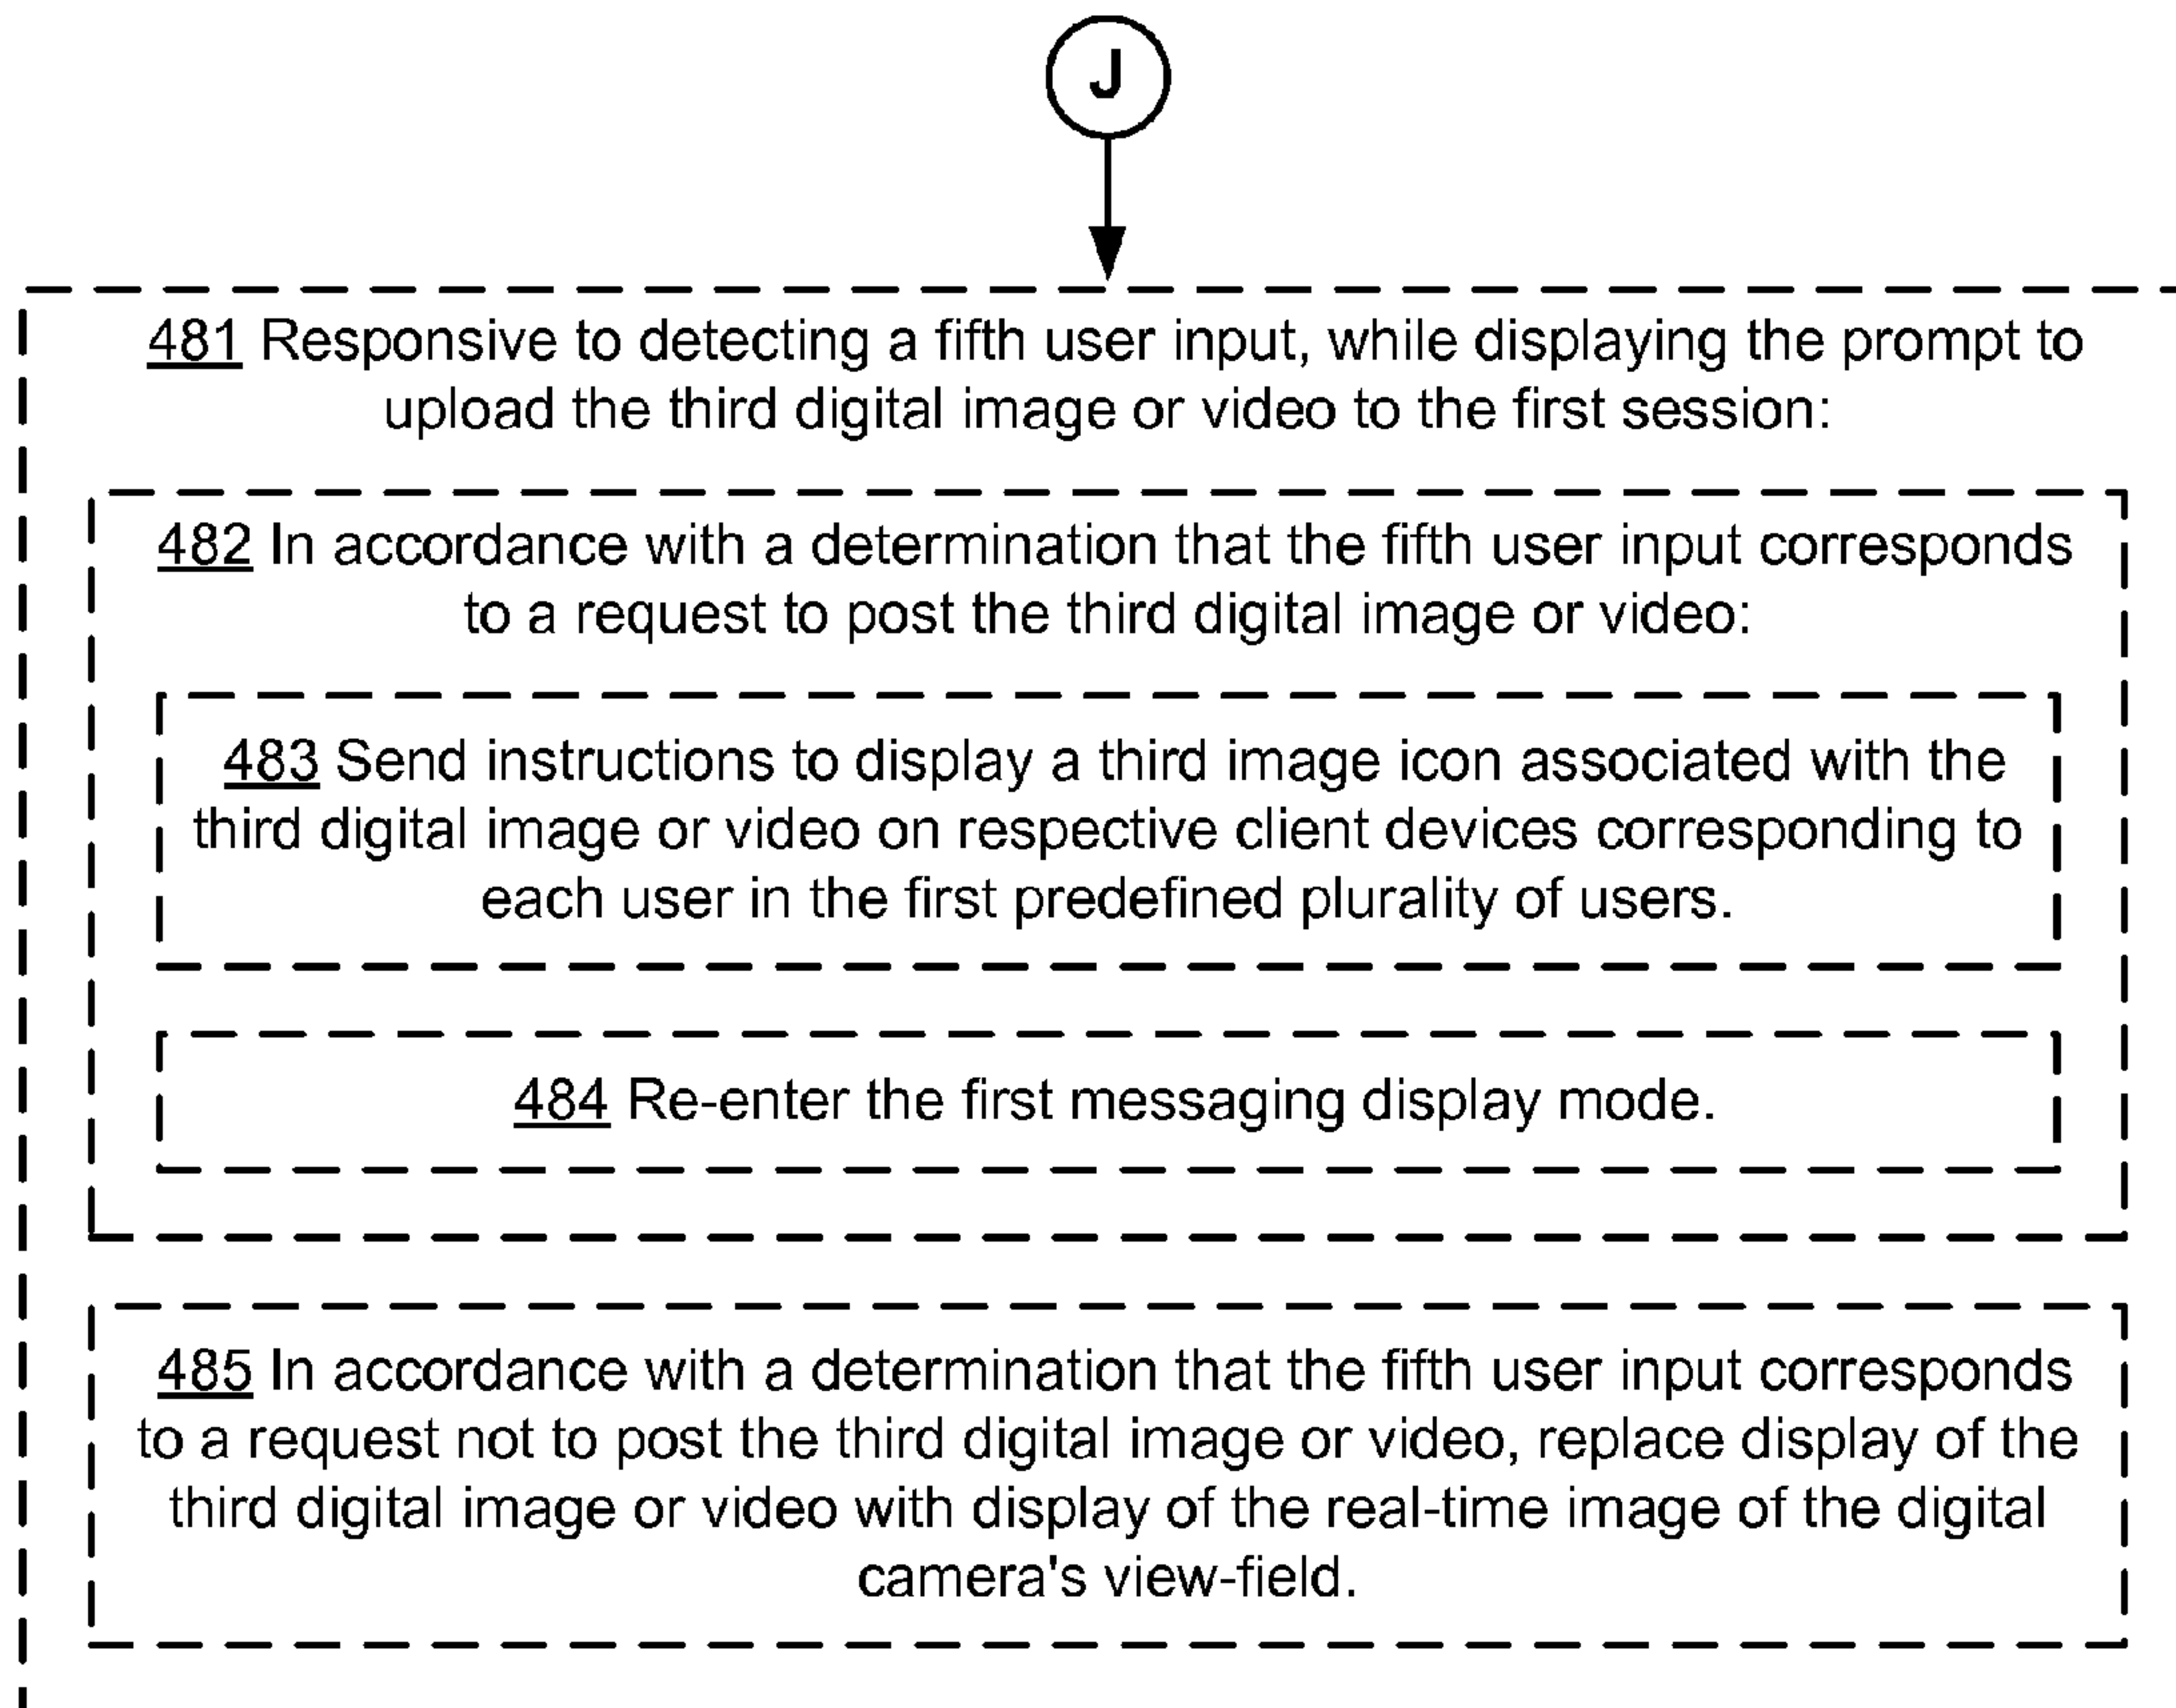 J
481 Responsive to detecting a fifth user input, while displaying the prompt to
upload the third digital image or video to the first session:
482 In accordance with a determination that the fifth user input corresponds
to a request to post the third digital image or video:
483 Send instructions to display a third image icon associated with the
third digital image or video on respective client devices corresponding to
each user in the first predefined plurality of users.
484 Re-enter the first messaging display mode.
485 In accordance with a determination that the fifth user input corresponds
to a request not to post the third digital image or video, replace display of the
third digital image or video with display of the real-time image of the digital
camera's view-field.